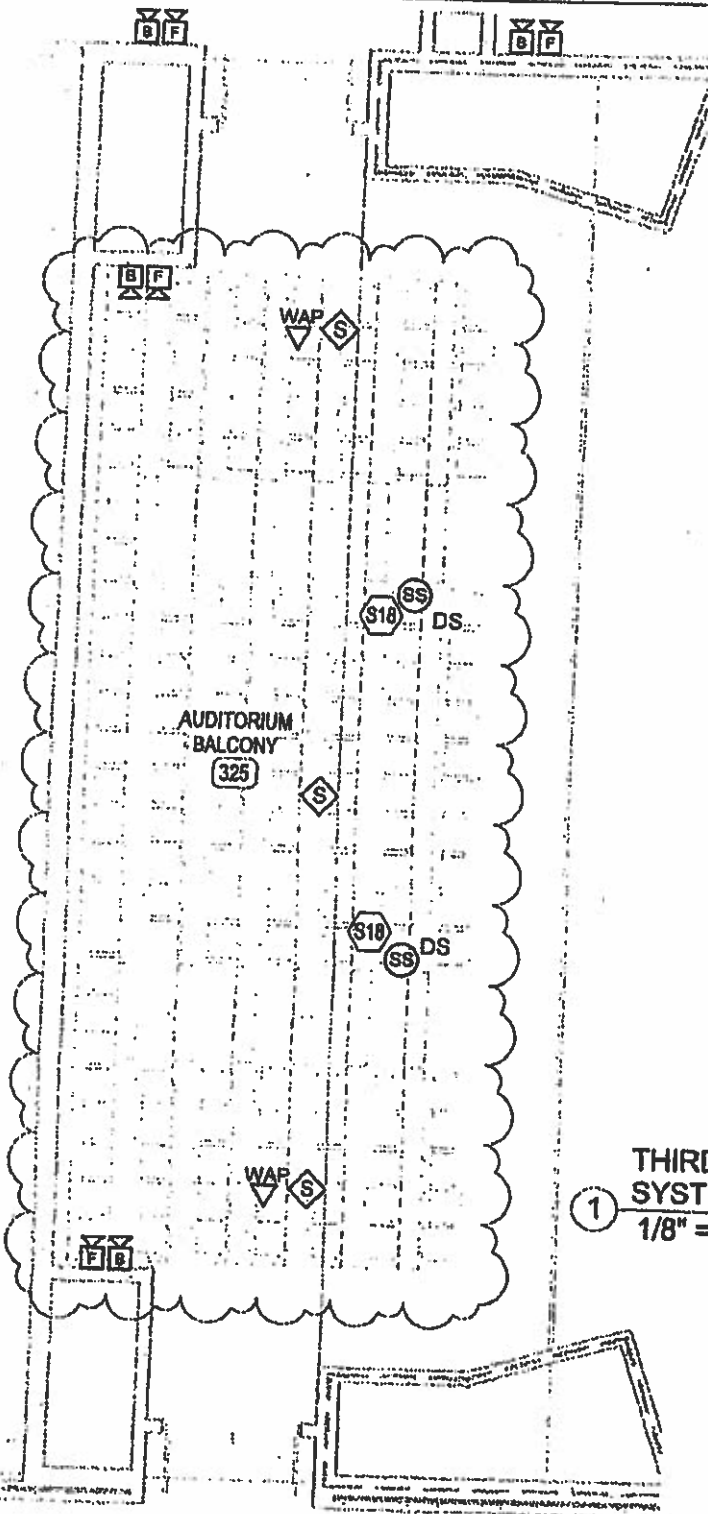 B F
B F
B F
WAP S
SS
S18 DS
AUDITORIUM
BALCONY
325
S
S18 DS
SS
WAP S
F B
THIRD
1 SYST
1/8" =